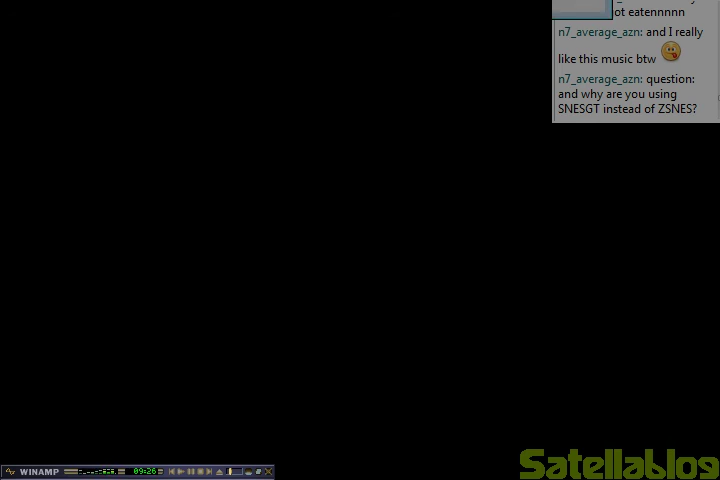 ot eatennnnn
n7_average_azn: and I really
like this music btw
n7_average_azn: question:
and why are you using
SNESGT instead of ZSNES?
WINAMP
09:26
Satellablog